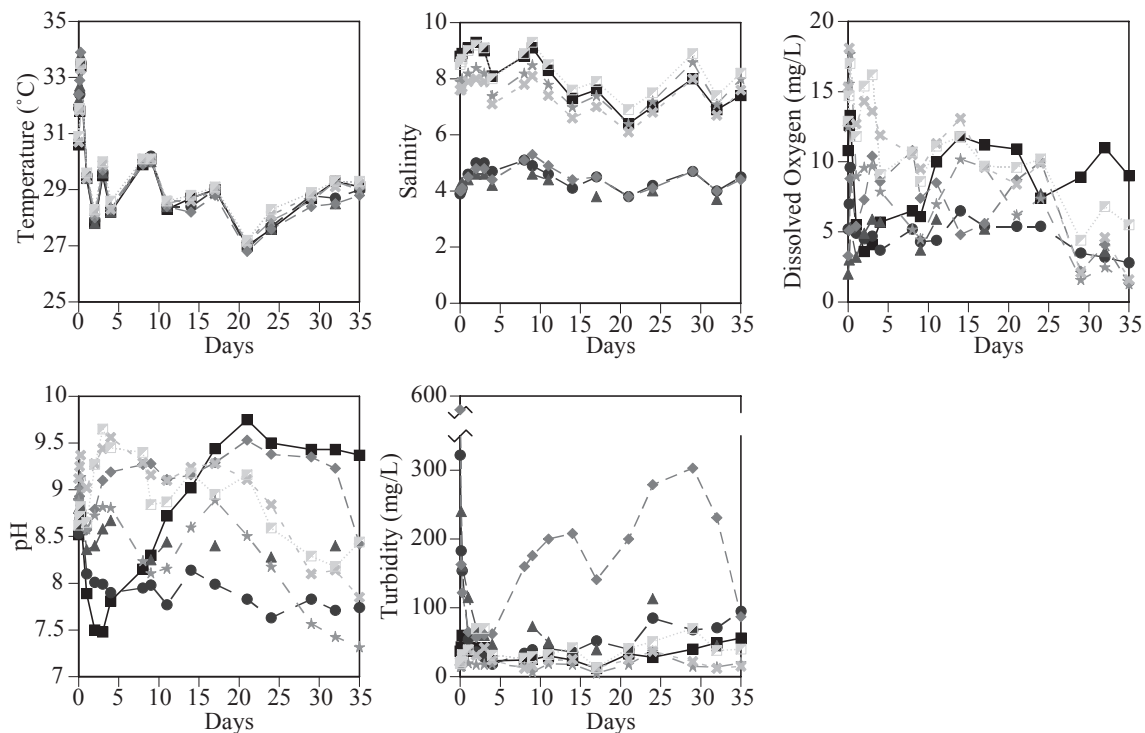 35
33
31
29
27
25
Temperature (˚C)
0 5 10 15 20 25 30 35
Days
10
8
6
4
2
0
Salinity
0 5 10 15 20 25 30 35
Days
20
15
10
5
0
Dissolved Oxygen (mg/L)
0 5 10 15 20 25 30 35
Days
10
9.5
9
8.5
8
7.5
7
pH
0 5 10 15 20 25 30 35
Days
600
300
200
100
0
Turbidity (mg/L)
0 5 10 15 20 25 30 35
Days